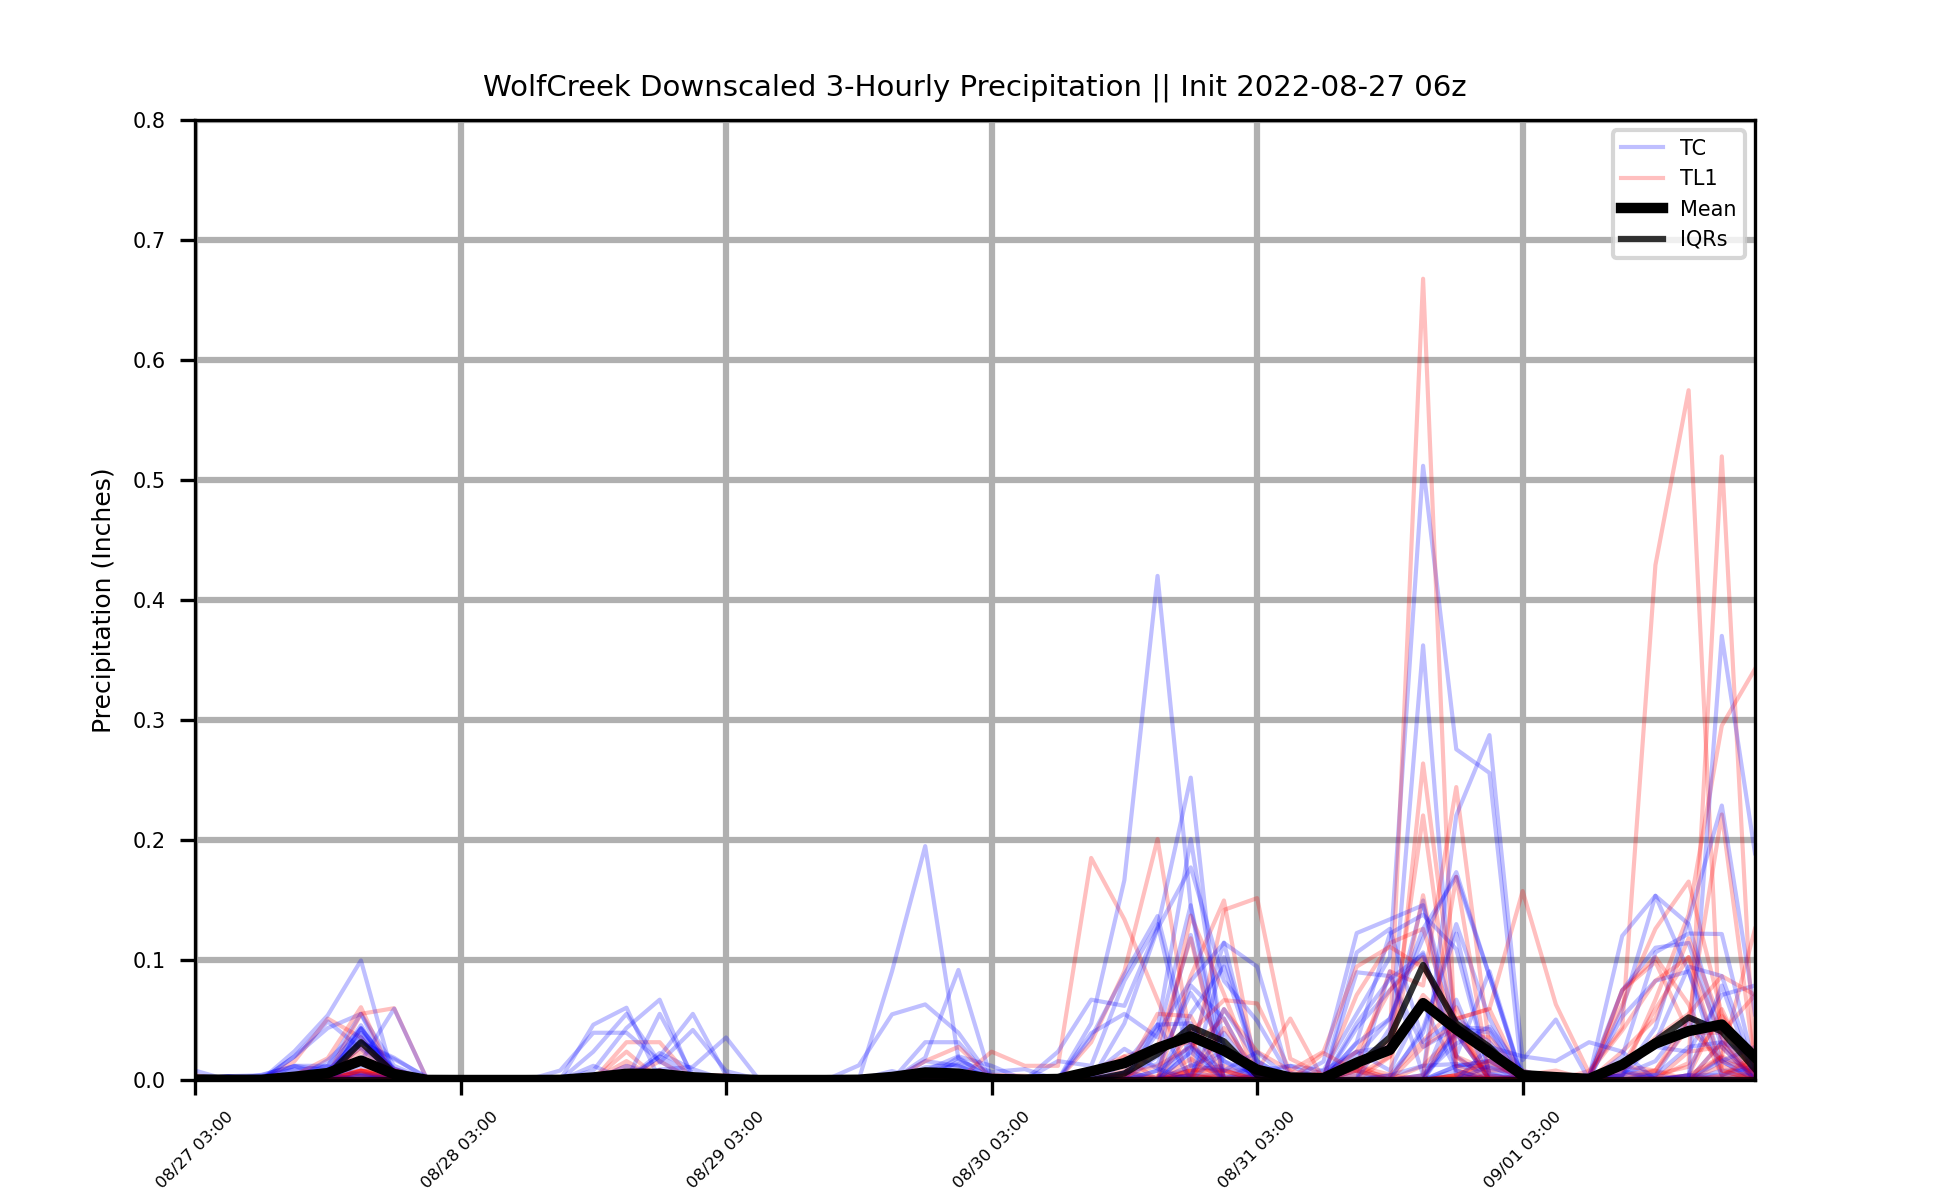 WolfCreek Downscaled 3-Hourly Precipitation || Init 2022-08-27 06z
0.8
0.7
0.6
0.5
0.4
0.3
0.2
0.1
0.0
Precipitation (Inches)
TC
TL1
Mean
IQRs
08/27 03:00
08/28 03:00
08/29 03:00
08/30 03:00
08/31 03:00
09/01 03:00